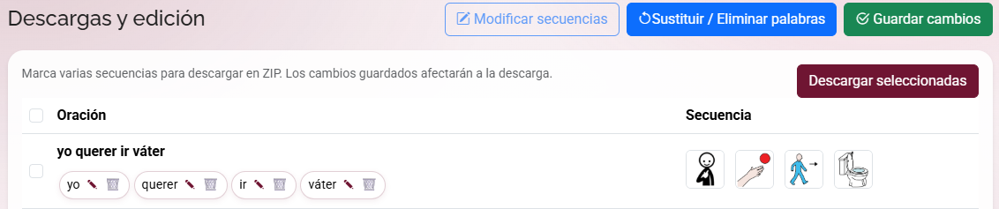 Descargas y edición
Modificar secuencias
Sustituir / Eliminar palabras
Guardar cambios
Marca varias secuencias para descargar en ZIP. Los cambios guardados afectarán a la descarga.
Descargar seleccionadas
Oración
Secuencia
yo querer ir váter
yo
querer
ir
váter